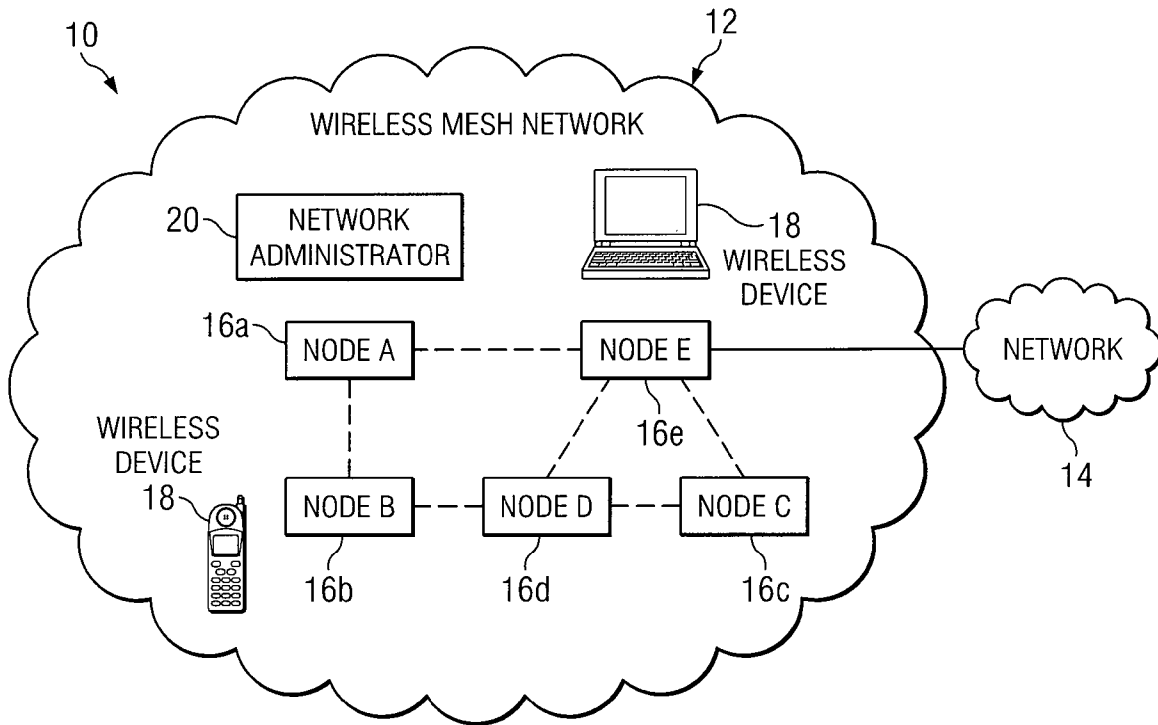 10
12
WIRELESS MESH NETWORK
20
NETWORK
ADMINISTRATOR
18
WIRELESS
DEVICE
16a
NODE A
NODE E
NETWORK
16e
14
WIRELESS
DEVICE
18
NODE B
NODE D
NODE C
16b
16d
16c